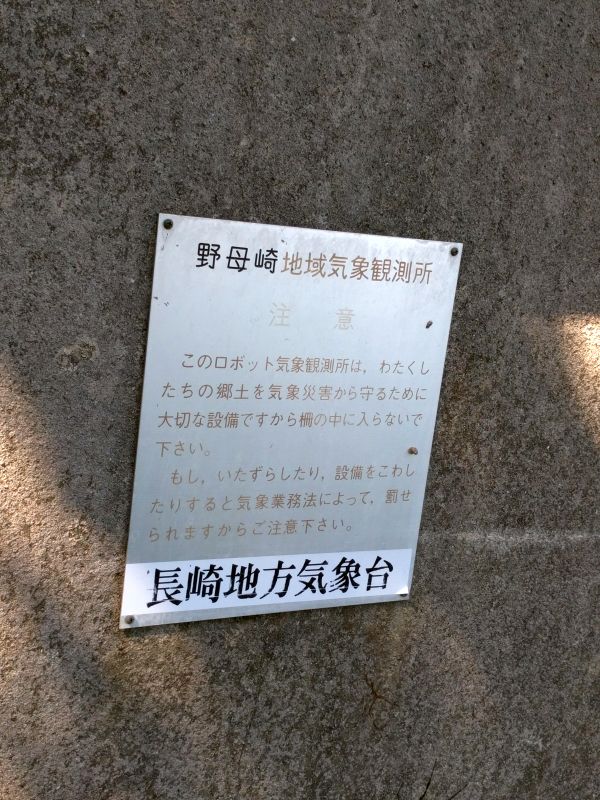 野母崎地域気象観測所
注 意
このロボット気象観測所は，わたくし
たちの郷土を気象災害から守るために
大切な設備ですから柵の中に入らないで
下さい。
もし，いたずらしたり，設備をこわし
たりすると気象業務法によって，罰せ
られますからご注意下さい。
長崎地方気象台